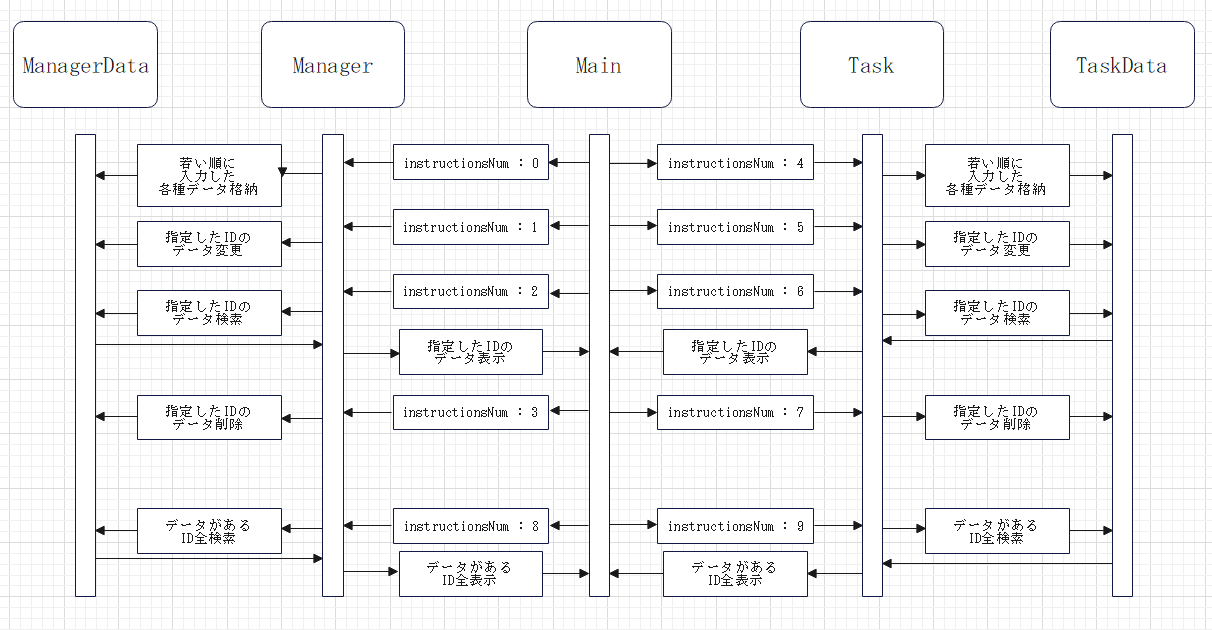 ManagerData
Manager
Main
Task
TaskData
若い順に
入力した
各種データ格納
instructionsNum : 0
instructionsNum : 4
若い順に
入力した
各種データ格納
指定したIDの
データ変更
instructionsNum : 1
instructionsNum : 5
指定したIDの
データ変更
指定したIDの
データ検索
instructionsNum : 2
instructionsNum : 6
指定したIDの
データ検索
指定したIDの
データ表示
指定したIDの
データ表示
指定したIDの
データ削除
instructionsNum : 3
instructionsNum : 7
指定したIDの
データ削除
データがある
ID全検索
instructionsNum : 8
instructionsNum : 9
データがある
ID全検索
データがある
ID全表示
データがある
ID全表示